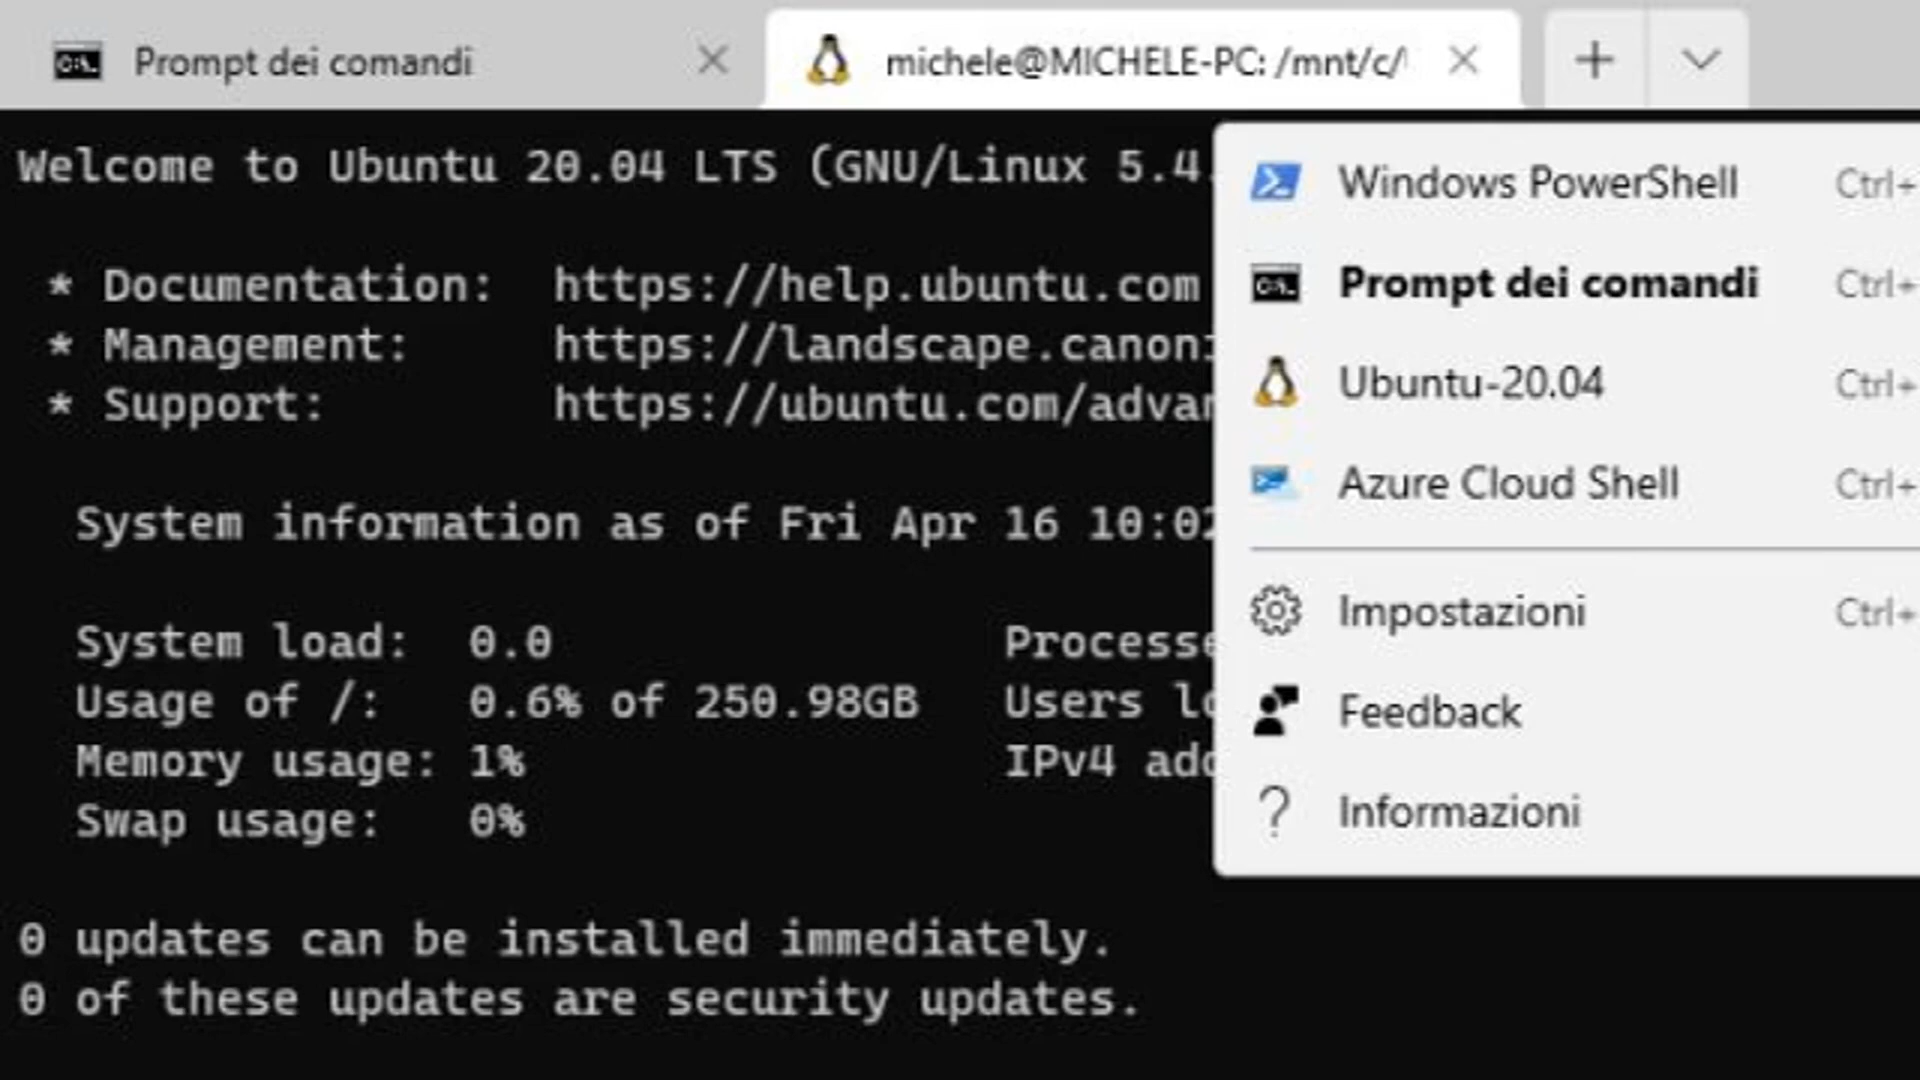 Prompt dei comandi
michele@MICHELE-PC: /mnt/c/
Welcome to Ubuntu 20.04 LTS (GNU/Linux 5.4.
* Documentation: https://help.ubuntu.com
* Management: https://landscape.canoni
* Support: https://ubuntu.com/advan
System information as of Fri Apr 16 10:02
System load: 0.0 Processe
Usage of /: 0.6% of 250.98GB Users lo
Memory usage: 1% IPv4 add
Swap usage: 0%
0 updates can be installed immediately.
0 of these updates are security updates.
Windows PowerShell Ctrl+
Prompt dei comandi Ctrl+
Ubuntu-20.04 Ctrl+
Azure Cloud Shell Ctrl+
Impostazioni Ctrl+
Feedback
Informazioni